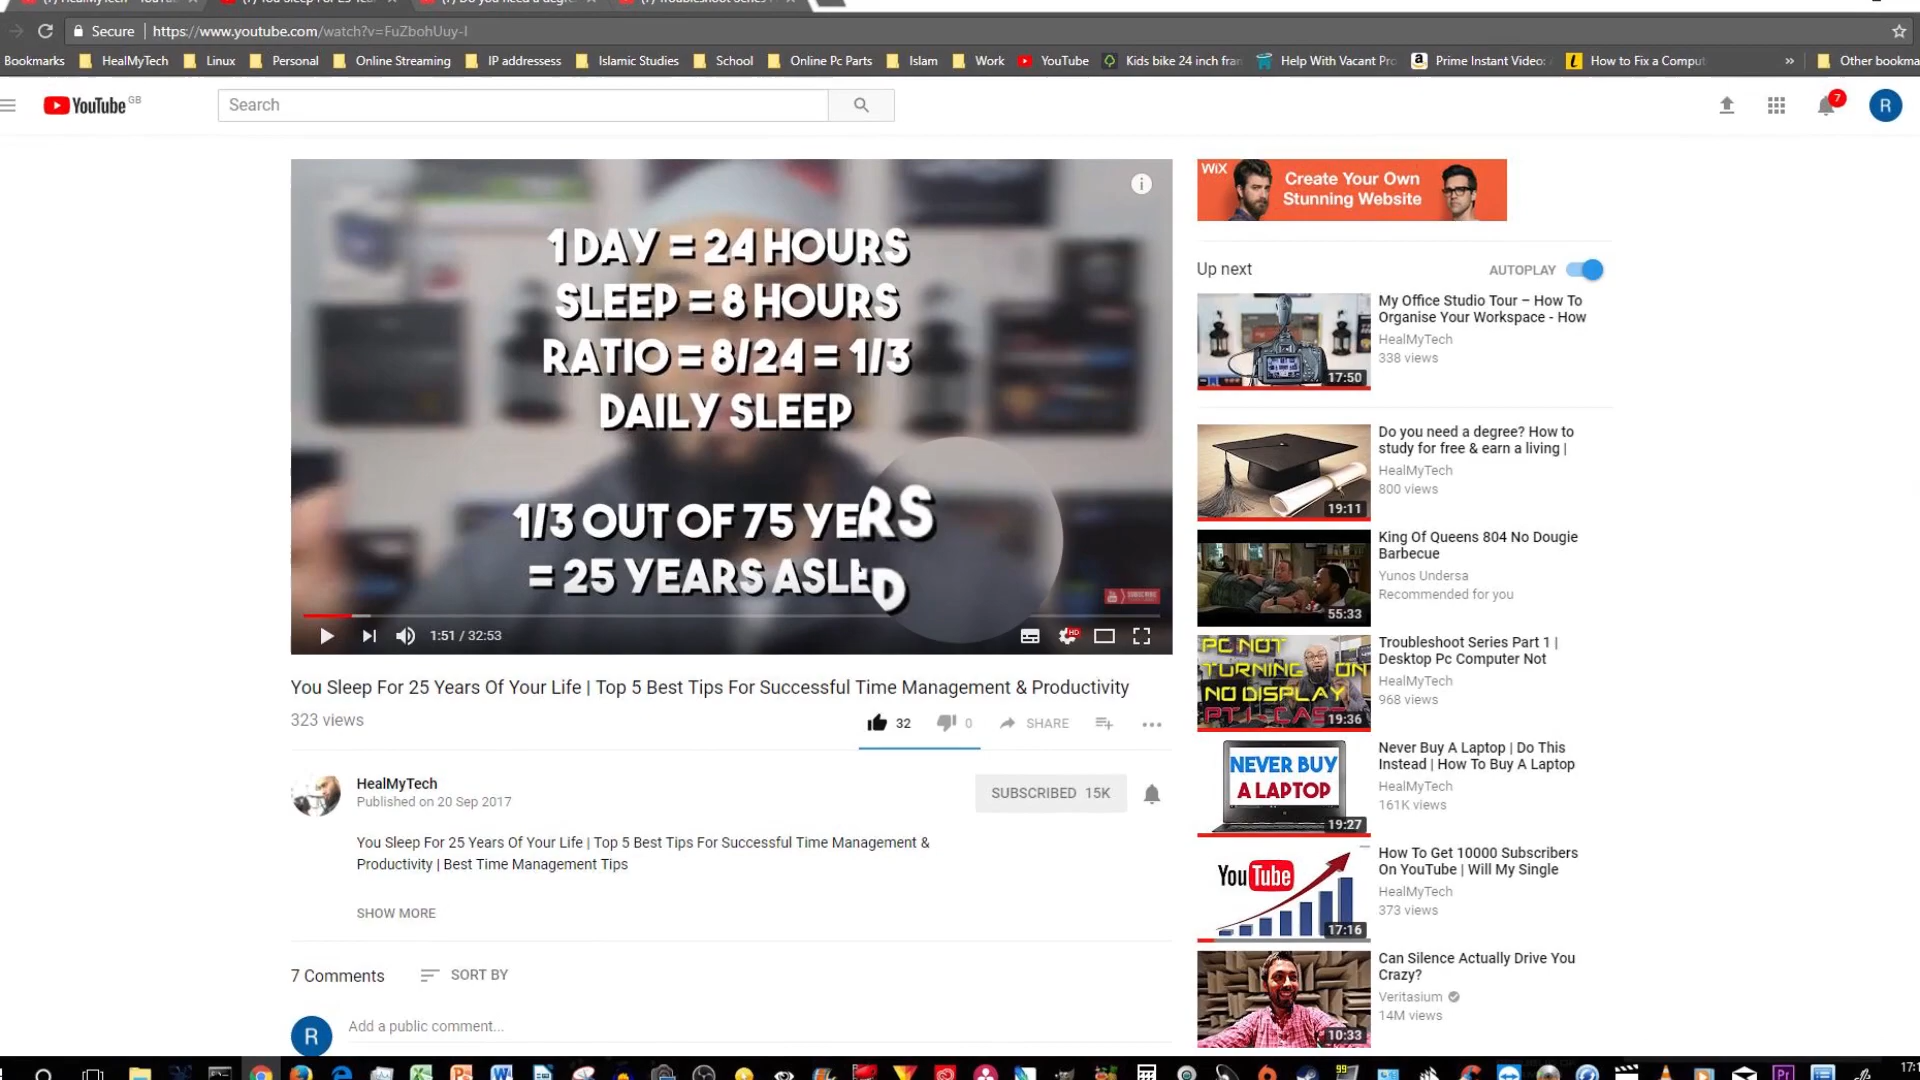 Secure https://www.youtube.com/watch?v=FuZbohUuy-I
Bookmarks HealMyTech Linux Personal Online Streaming IP addressess Islamic Studies School Online Pc Parts Islam Work YouTube Kids bike 24 inch fram Help With Vacant Pro Prime Instant Video: How to Fix a Comput » Other bookma
YouTube GB
Search
7
R
1 DAY = 24 HOURS
SLEEP = 8 HOURS
RATIO = 8/24 = 1/3
DAILY SLEEP
1/3 OUT OF 75 YERS
= 25 YEARS ASLED
SUBSCRIBE
1:51 / 32:53
HD
You Sleep For 25 Years Of Your Life | Top 5 Best Tips For Successful Time Management & Productivity
323 views
32 0 SHARE
HealMyTech
Published on 20 Sep 2017
SUBSCRIBED 15K
You Sleep For 25 Years Of Your Life | Top 5 Best Tips For Successful Time Management &
Productivity | Best Time Management Tips
SHOW MORE
7 Comments SORT BY
R
Add a public comment...
WiX
Create Your Own
Stunning Website
Up next AUTOPLAY
17:50
My Office Studio Tour – How To
Organise Your Workspace - How
HealMyTech
338 views
19:11
Do you need a degree? How to
study for free & earn a living |
HealMyTech
800 views
55:33
King Of Queens 804 No Dougie
Barbecue
Yunos Undersa
Recommended for you
PC NOT
TURNING ON
NO DISPLAY
PT 1 - CAS
19:36
Troubleshoot Series Part 1 |
Desktop Pc Computer Not
HealMyTech
968 views
NEVER BUY
A LAPTOP
19:27
Never Buy A Laptop | Do This
Instead | How To Buy A Laptop
HealMyTech
161K views
YouTube
17:16
How To Get 10000 Subscribers
On YouTube | Will My Single
HealMyTech
373 views
10:33
Can Silence Actually Drive You
Crazy?
Veritasium
14M views
99